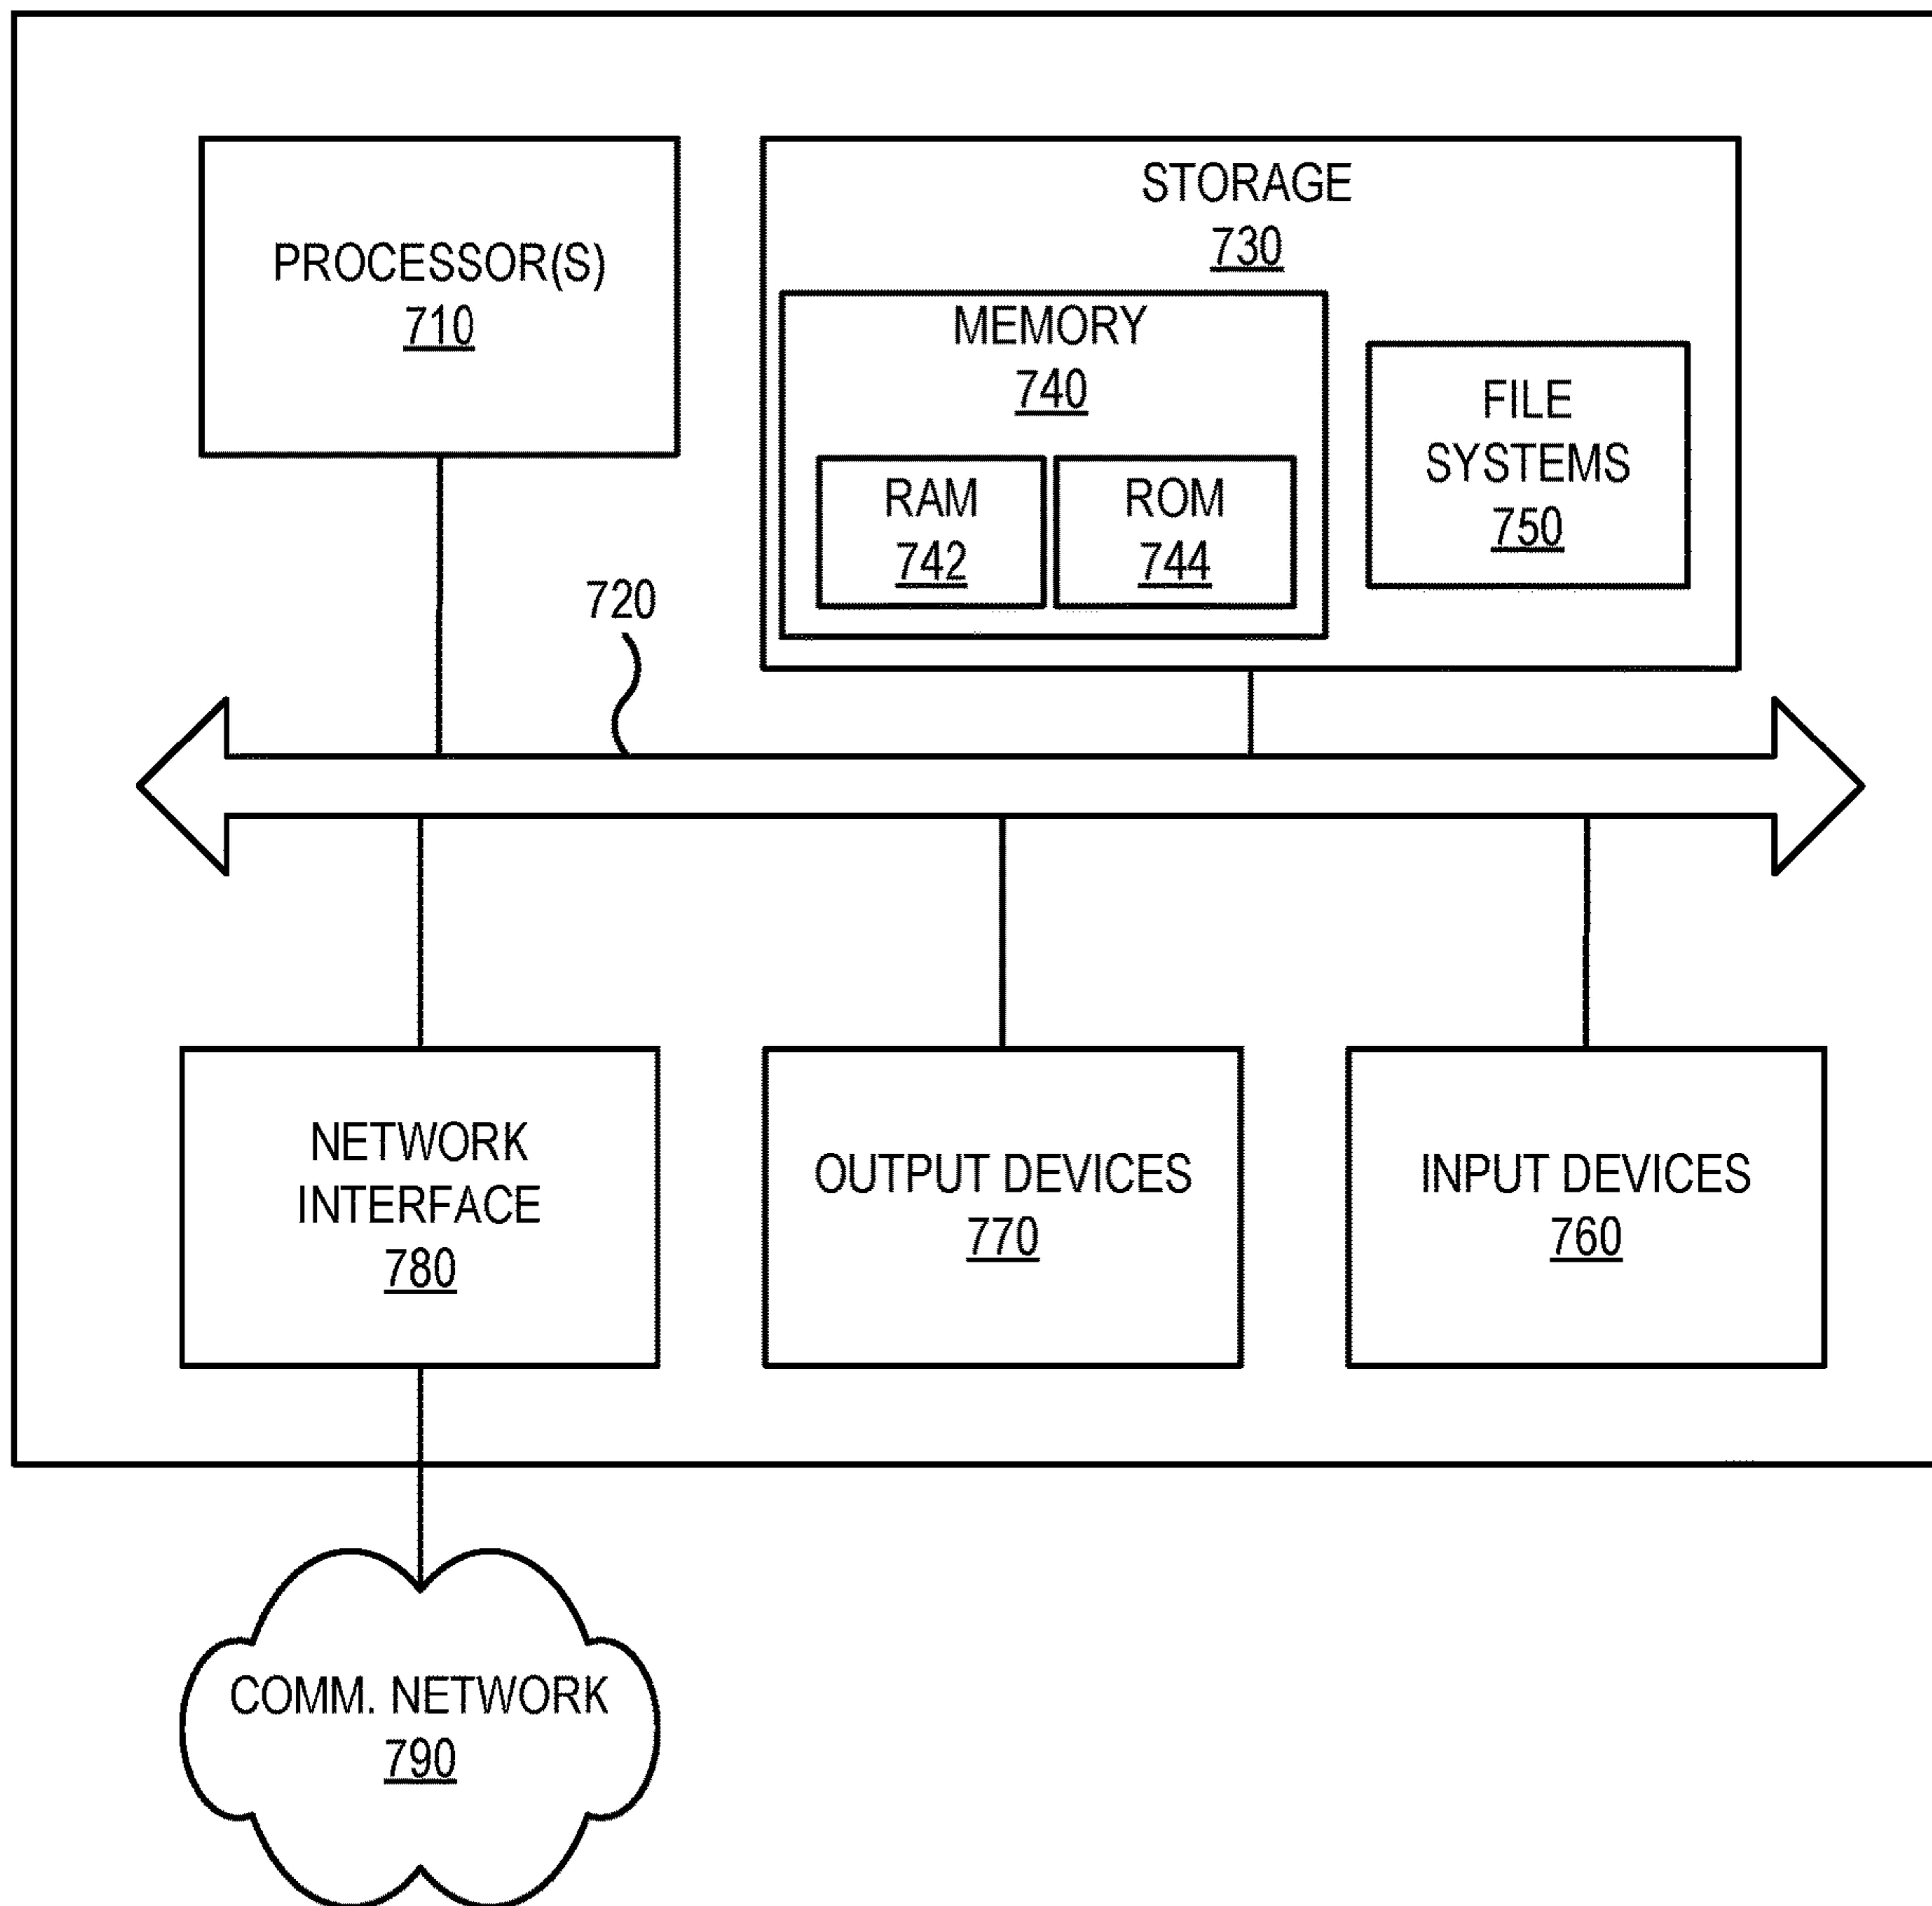 PROCESSOR(S)
710
STORAGE
730
MEMORY
740
RAM
742
ROM
744
FILE
SYSTEMS
750
720
NETWORK
INTERFACE
780
OUTPUT DEVICES
770
INPUT DEVICES
760
COMM. NETWORK
790